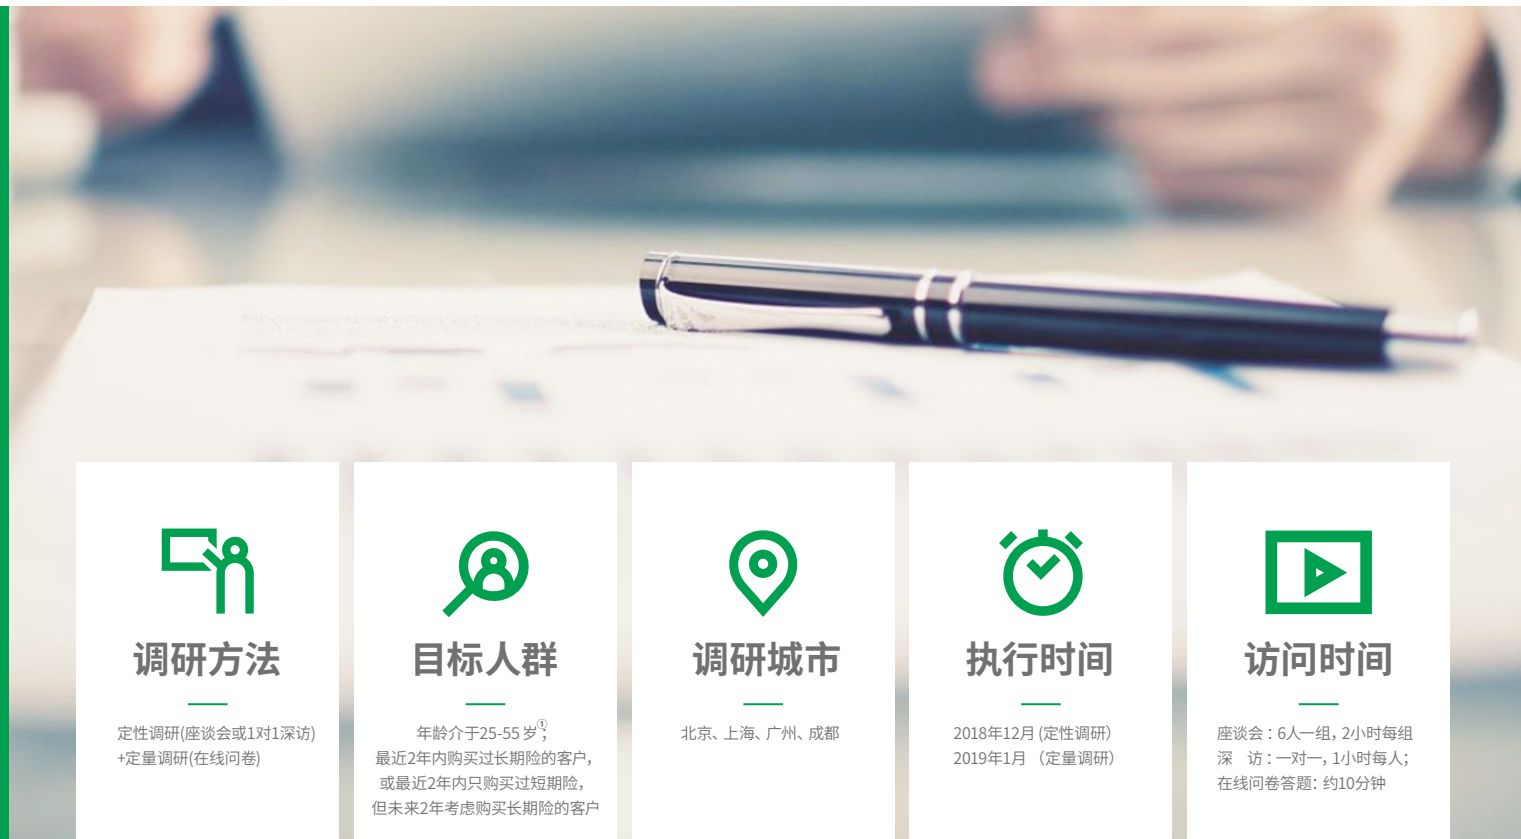 调研方法
定性调研(座谈会或1对1深访)
+定量调研(在线问卷)
目标人群
年龄介于25-55岁①;
最近2年内购买过长期险的客户,
或最近2年内只购买过短期险,
但未来2年考虑购买长期险的客户
调研城市
北京、上海、广州、成都
执行时间
2018年12月(定性调研)
2019年1月（定量调研）
访问时间
座谈会：6人一组，2小时每组
深　访：一对一，1小时每人；
在线问卷答题：约10分钟